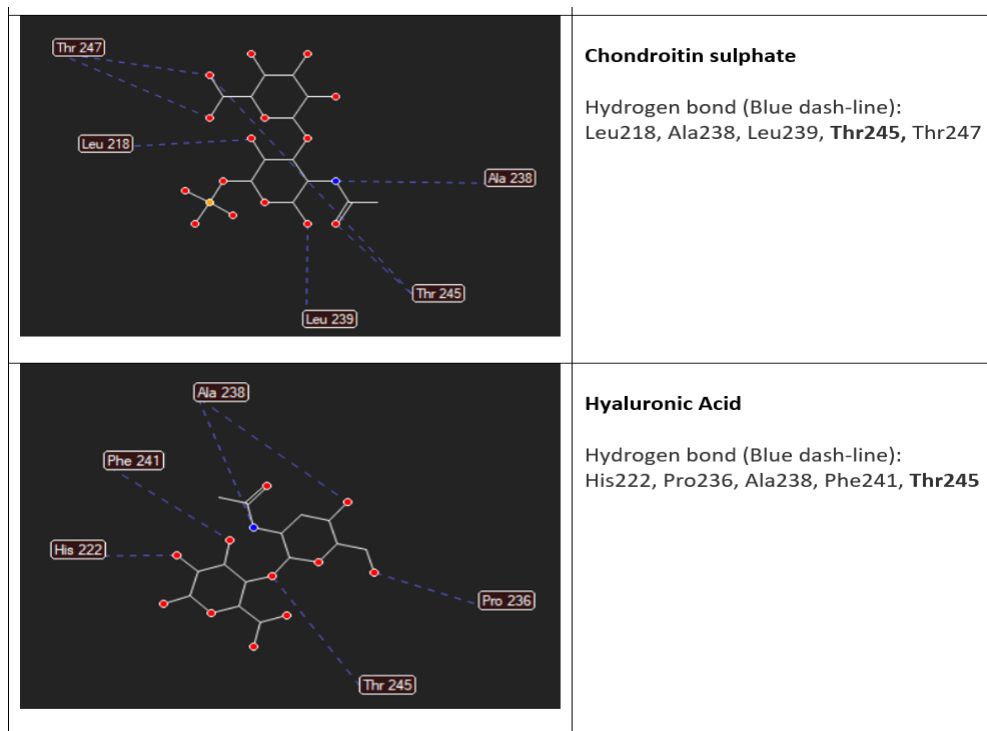 Thr 247
Leu 218
Ala 238
Thr 245
Leu 239
Chondroitin sulphate
Hydrogen bond (Blue dash-line):
Leu218, Ala238, Leu239, Thr245, Thr247
Ala 238
Phe 241
His 222
Pro 236
Thr 245
Hyaluronic Acid
Hydrogen bond (Blue dash-line):
His222, Pro236, Ala238, Phe241, Thr245